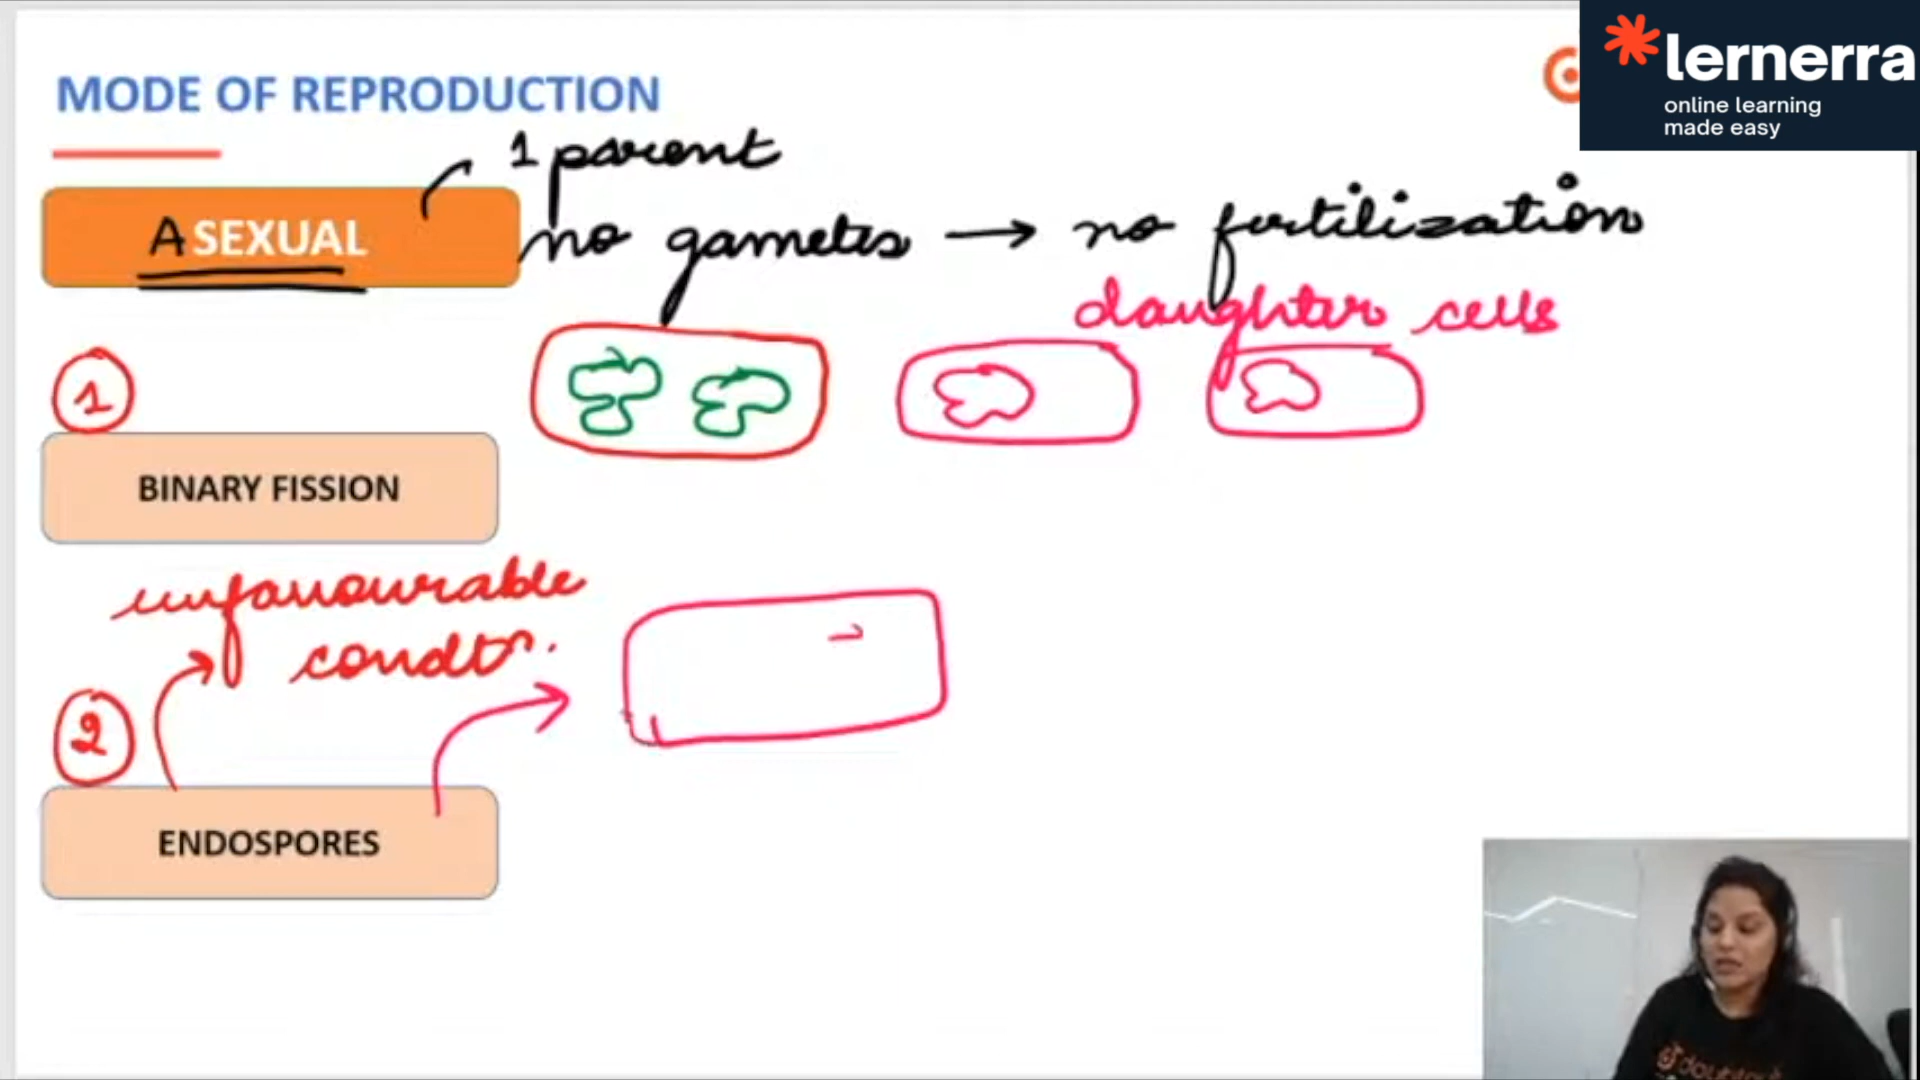 lernerra
online learning
made easy
MODE OF REPRODUCTION
1 parent
A SEXUAL
no gametes → no fertilization
daughter cells
1
BINARY FISSION
unfavourable
condtn.
2
ENDOSPORES